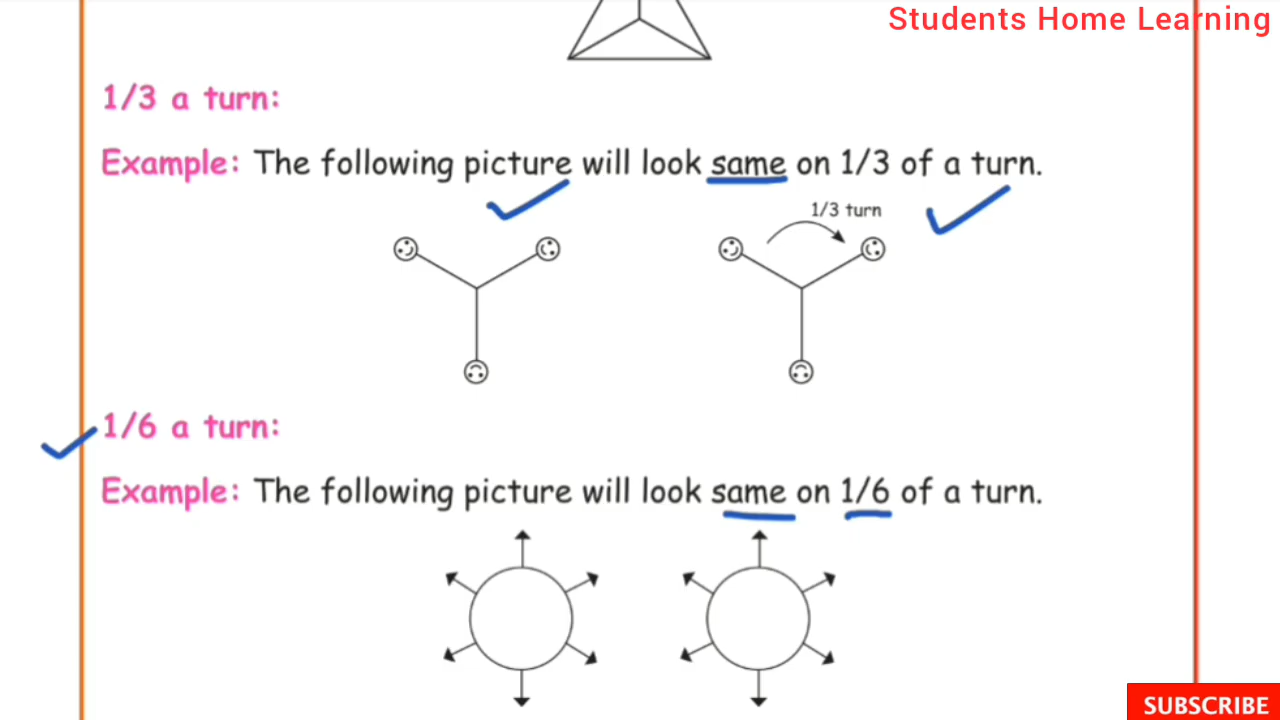 Students Home Learning
1/3 a turn:
Example: The following picture will look same on 1/3 of a turn.
1/3 turn
1/6 a turn:
Example: The following picture will look same on 1/6 of a turn.
SUBSCRIBE